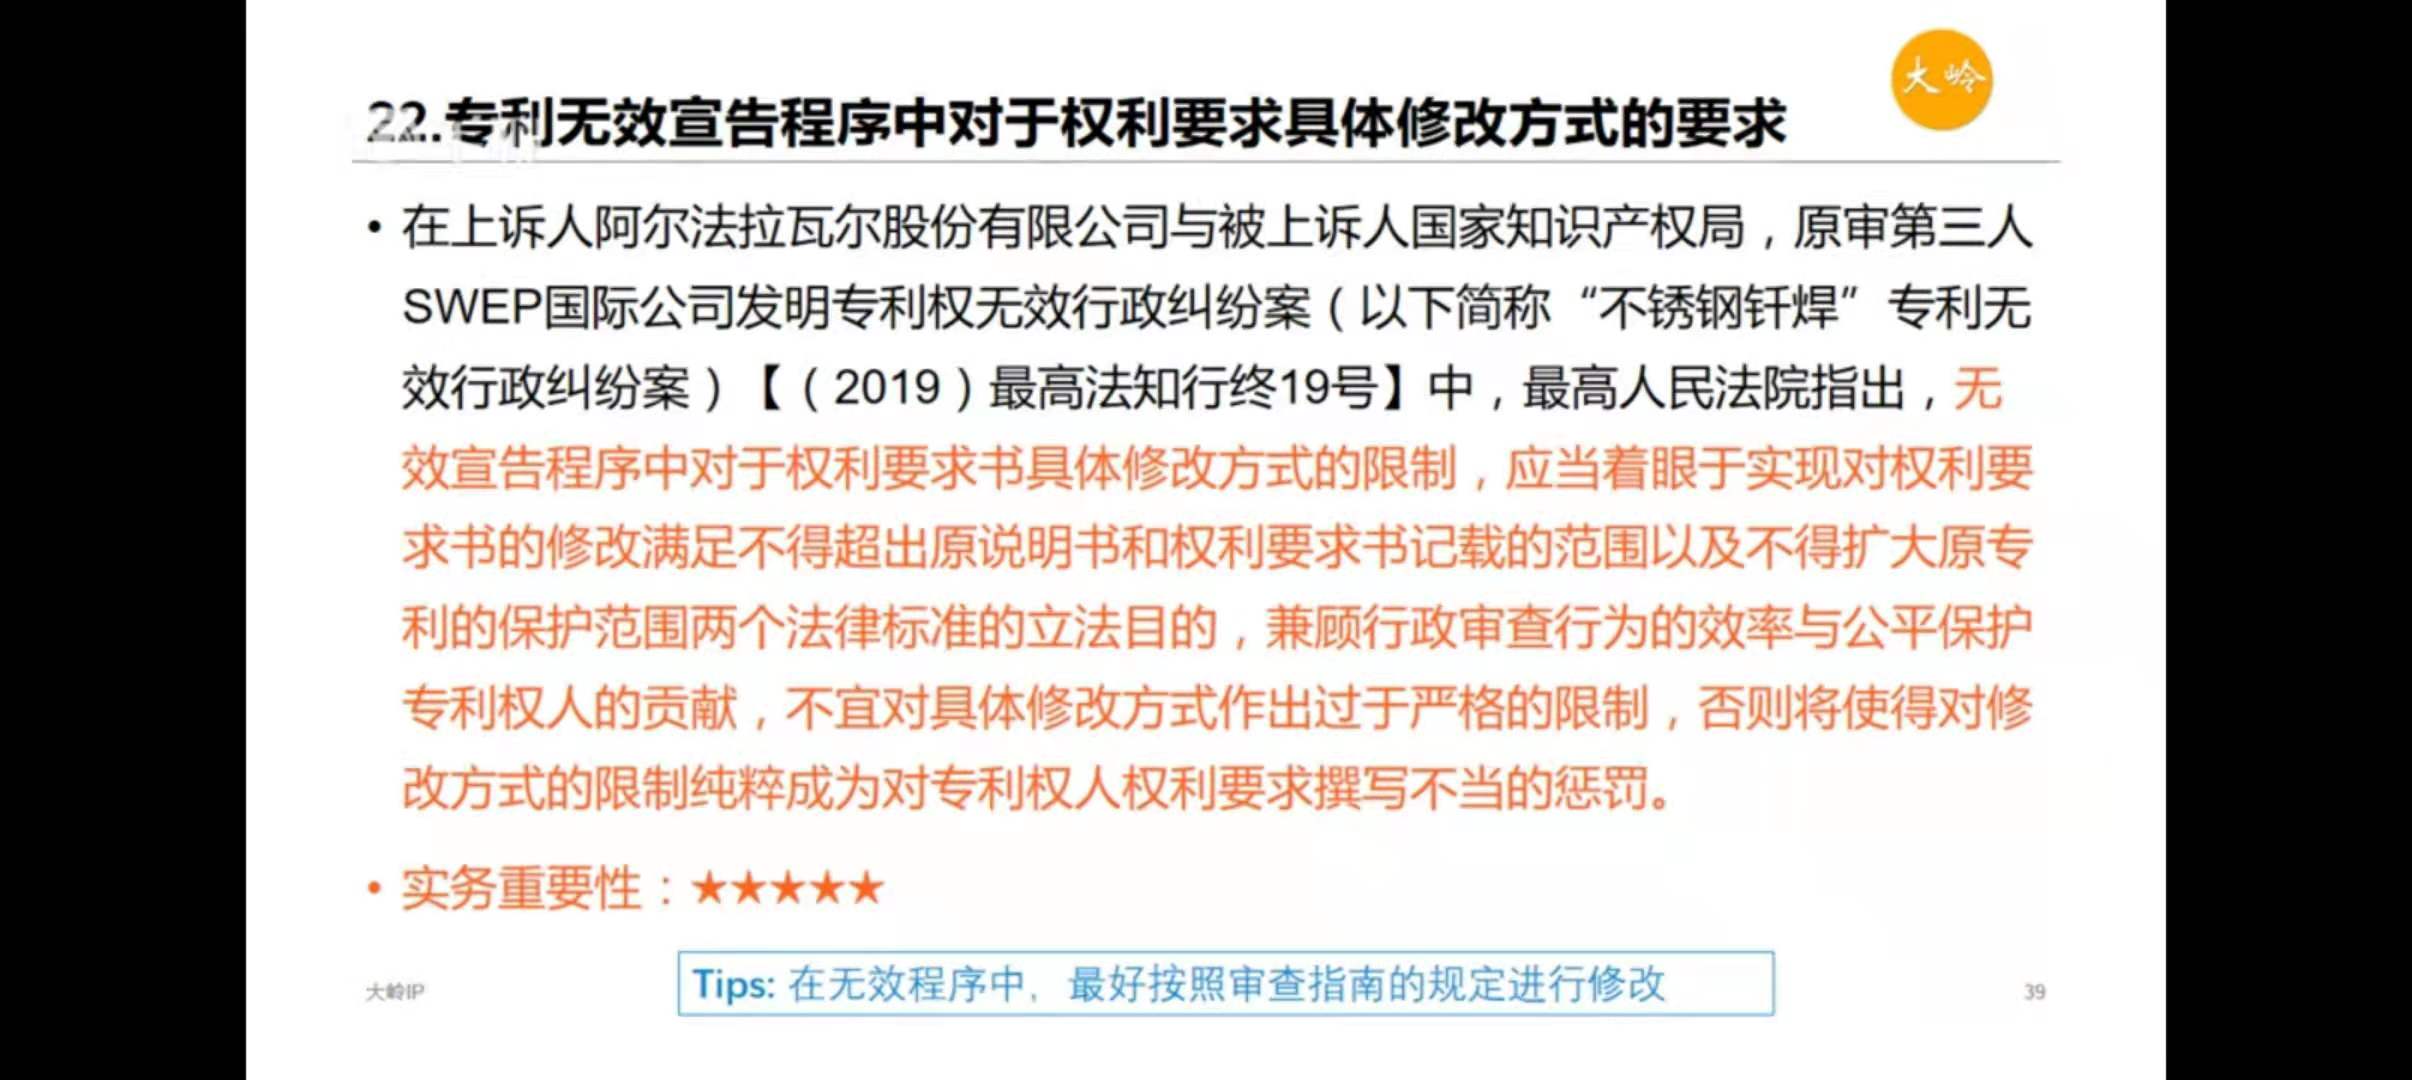 大岭
22.专利无效宣告程序中对于权利要求具体修改方式的要求
• 在上诉人阿尔法拉瓦尔股份有限公司与被上诉人国家知识产权局，原审第三人
SWEP国际公司发明专利权无效行政纠纷案（以下简称“不锈钢钎焊”专利无
效行政纠纷案）【（2019）最高法知行终19号】中，最高人民法院指出，无
效宣告程序中对于权利要求书具体修改方式的限制，应当着眼于实现对权利要
求书的修改满足不得超出原说明书和权利要求书记载的范围以及不得扩大原专
利的保护范围两个法律标准的立法目的，兼顾行政审查行为的效率与公平保护
专利权人的贡献，不宜对具体修改方式作出过于严格的限制，否则将使得对修
改方式的限制纯粹成为对专利权人权利要求撰写不当的惩罚。
• 实务重要性：★★★★★
Tips: 在无效程序中，最好按照审查指南的规定进行修改
大岭IP
39